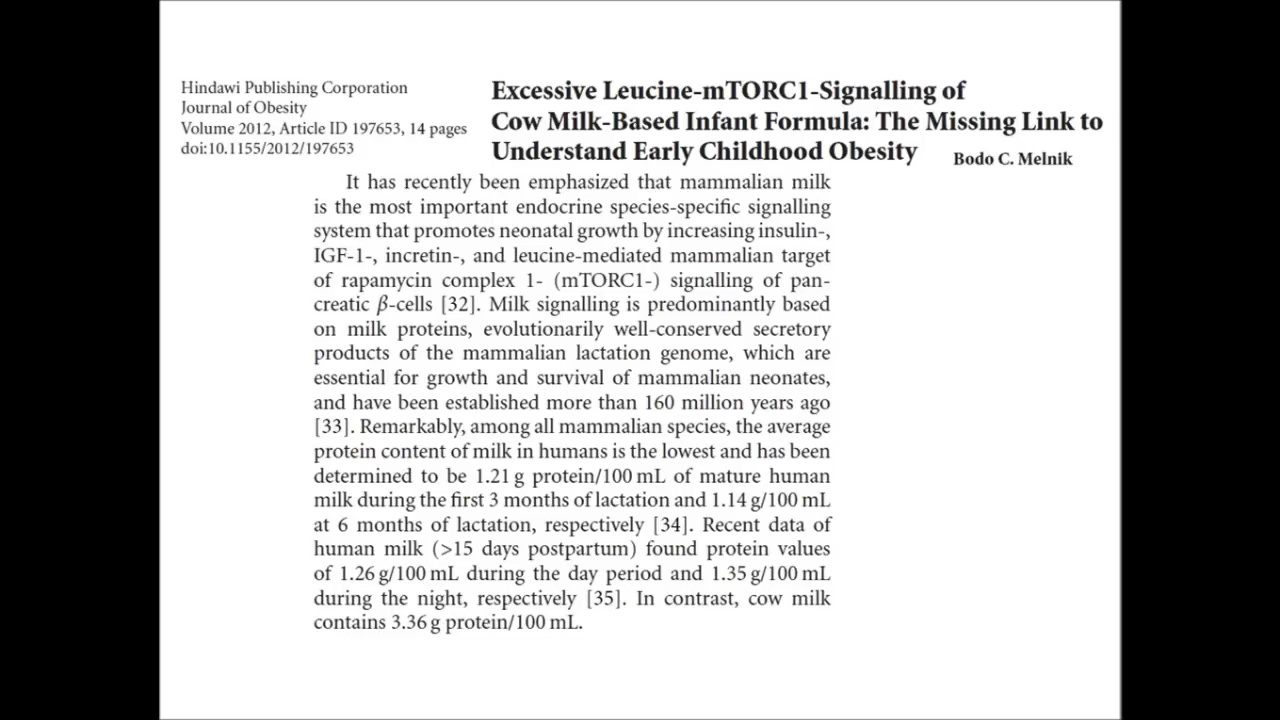 Hindawi Publishing Corporation
Journal of Obesity
Volume 2012, Article ID 197653, 14 pages
doi:10.1155/2012/197653
Excessive Leucine-mTORC1-Signalling of
Cow Milk-Based Infant Formula: The Missing Link to
Understand Early Childhood Obesity
Bodo C. Melnik
It has recently been emphasized that mammalian milk
is the most important endocrine species-specific signalling
system that promotes neonatal growth by increasing insulin-,
IGF-1-, incretin-, and leucine-mediated mammalian target
of rapamycin complex 1- (mTORC1-) signalling of pan-
creatic β-cells [32]. Milk signalling is predominantly based
on milk proteins, evolutionarily well-conserved secretory
products of the mammalian lactation genome, which are
essential for growth and survival of mammalian neonates,
and have been established more than 160 million years ago
[33]. Remarkably, among all mammalian species, the average
protein content of milk in humans is the lowest and has been
determined to be 1.21 g protein/100 mL of mature human
milk during the first 3 months of lactation and 1.14 g/100 mL
at 6 months of lactation, respectively [34]. Recent data of
human milk (>15 days postpartum) found protein values
of 1.26 g/100 mL during the day period and 1.35 g/100 mL
during the night, respectively [35]. In contrast, cow milk
contains 3.36 g protein/100 mL.